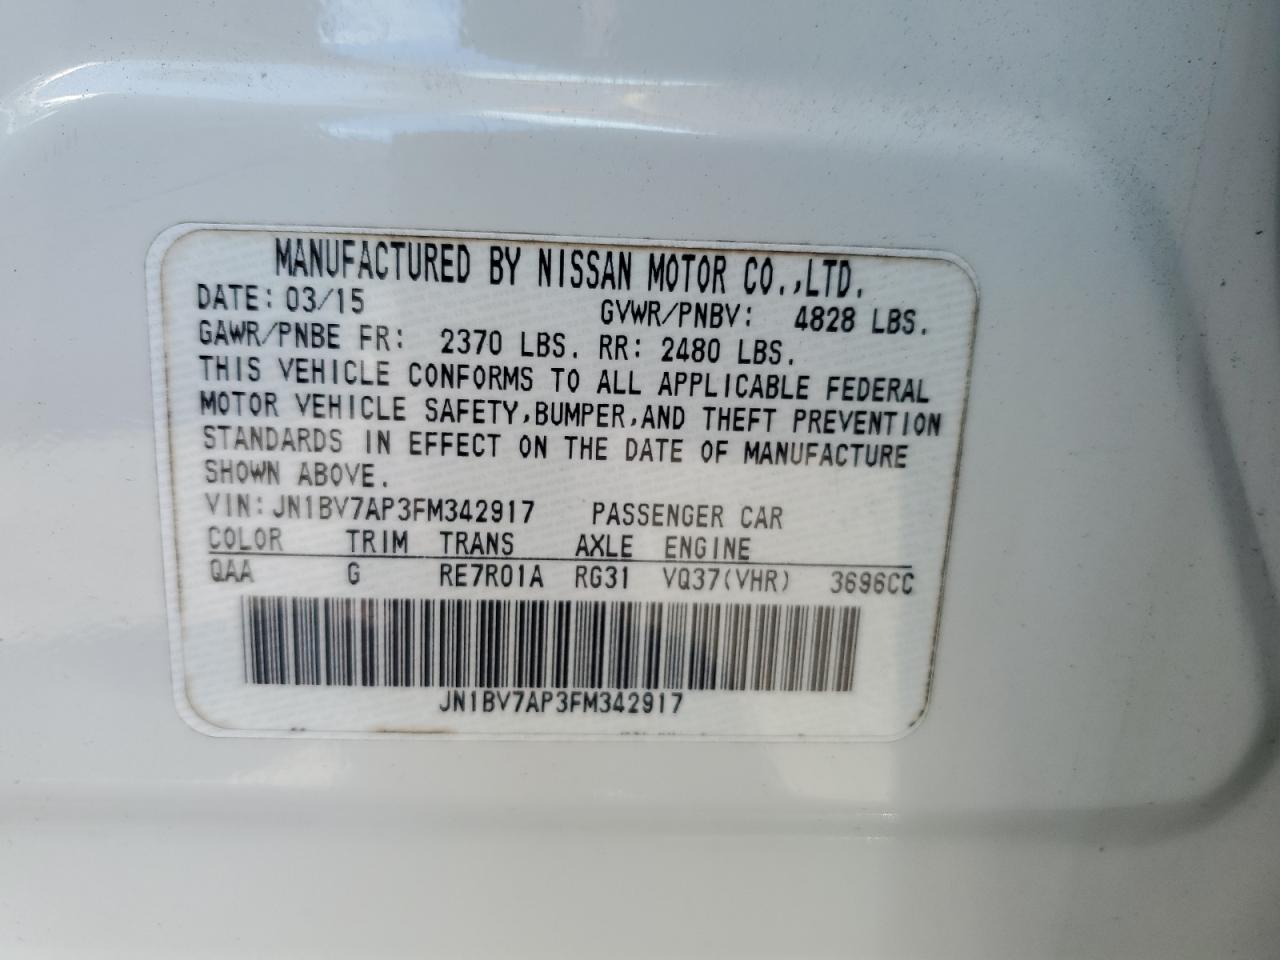 MANUFACTURED BY NISSAN MOTOR CO.,LTD.
DATE: 03/15 GVWR/PNBV: 4828 LBS.
GAWR/PNBE FR: 2370 LBS. RR: 2480 LBS.
THIS VEHICLE CONFORMS TO ALL APPLICABLE FEDERAL
MOTOR VEHICLE SAFETY,BUMPER,AND THEFT PREVENTION
STANDARDS IN EFFECT ON THE DATE OF MANUFACTURE
SHOWN ABOVE.
VIN: JN1BV7AP3FM342917 PASSENGER CAR
COLOR TRIM TRANS AXLE ENGINE
QAA G RE7R01A RG31 VQ37(VHR) 3696CC
JN1BV7AP3FM342917